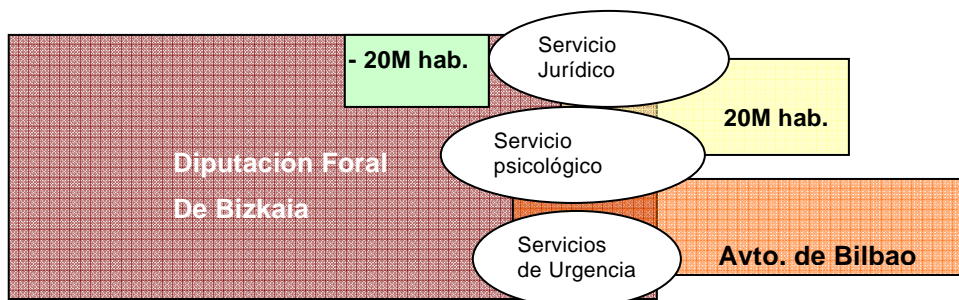 - 20M hab.
Servicio
Jurídico
20M hab.
Servicio
psicológico
Diputación Foral
De Bizkaia
Servicios
de Urgencia
Avto. de Bilbao